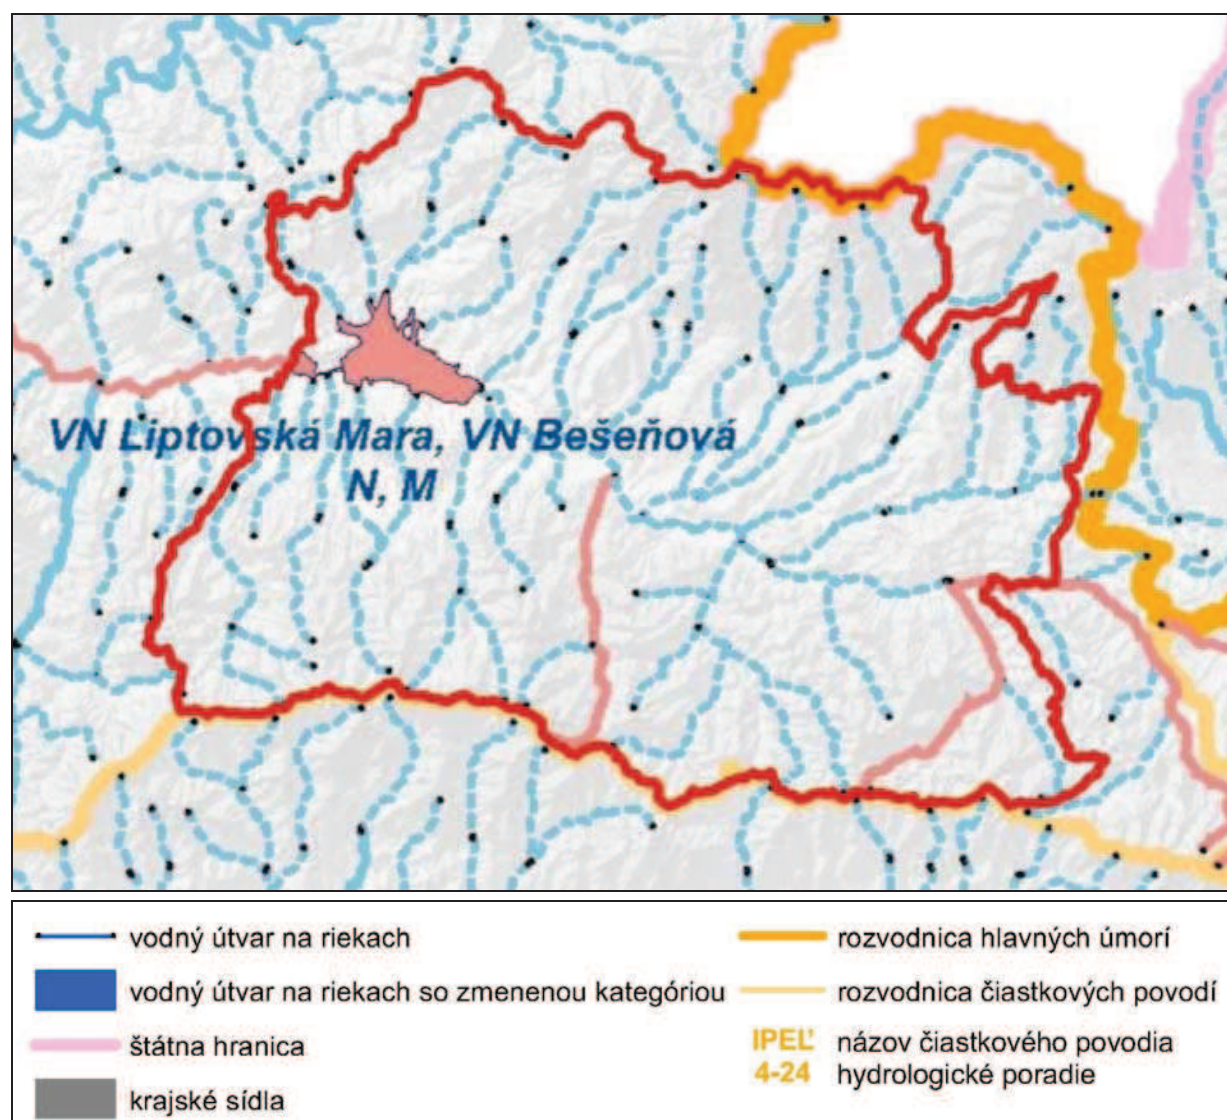 VN Liptovská Mara, VN Bešeňová
N, M
vodný útvar na riekach
vodný útvar na riekach so zmenenou kategóriou
štátna hranica
krajské sídla
rozvodnica hlavných úmorí
rozvodnica čiastkových povodí
IPEĽ názov čiastkového povodia
4-24 hydrologické poradie